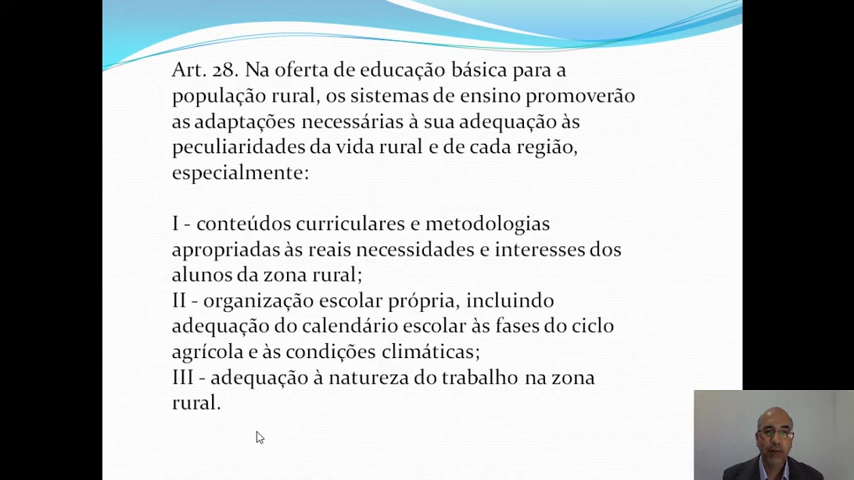 Art. 28. Na oferta de educação básica para a
população rural, os sistemas de ensino promoverão
as adaptações necessárias à sua adequação às
peculiaridades da vida rural e de cada região,
especialmente:
I - conteúdos curriculares e metodologias
apropriadas às reais necessidades e interesses dos
alunos da zona rural;
II - organização escolar própria, incluindo
adequação do calendário escolar às fases do ciclo
agrícola e às condições climáticas;
III - adequação à natureza do trabalho na zona
rural.